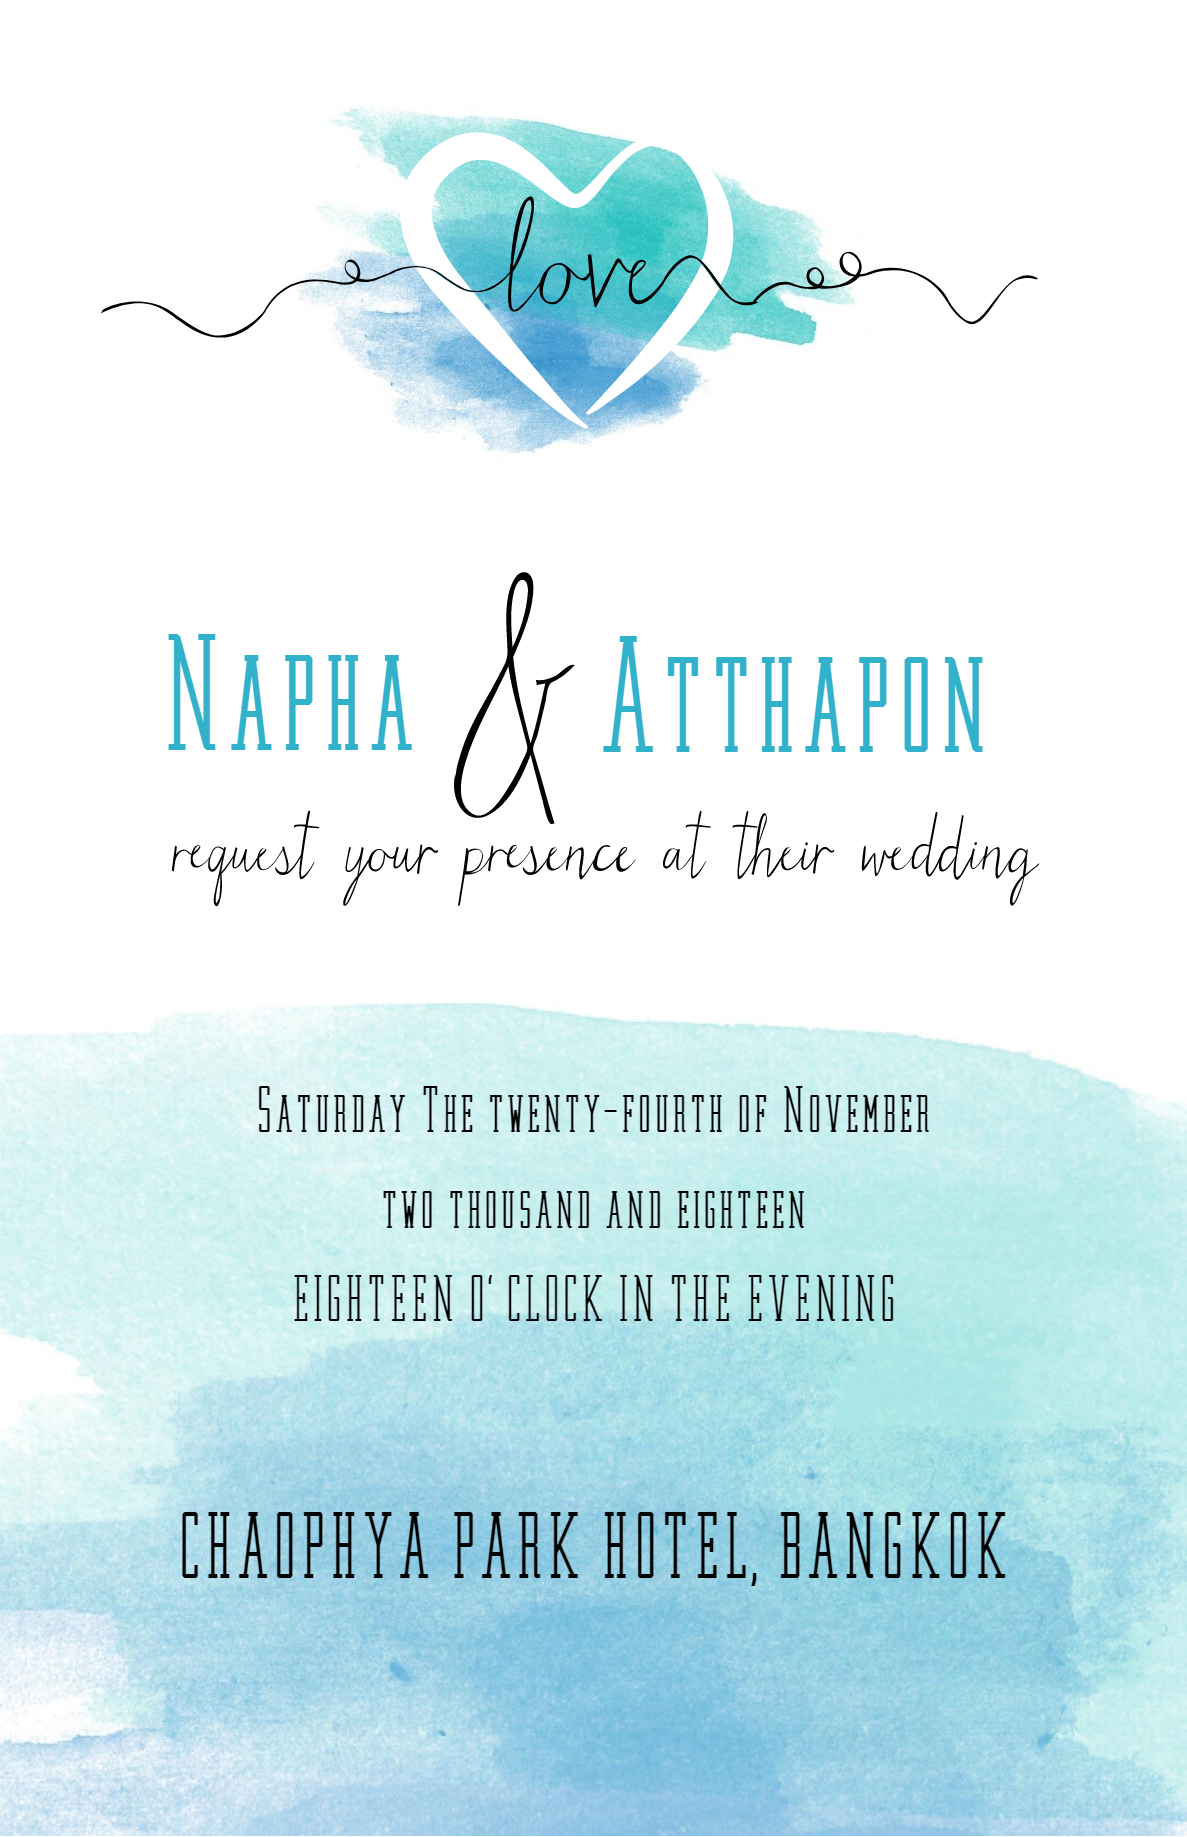 love
Napha & Atthapon
request your presence at their wedding
Saturday The twenty-fourth of November
two thousand and eighteen
EIGHTEEN O' CLOCK IN THE EVENING
CHAOPHYA PARK HOTEL, BANGKOK